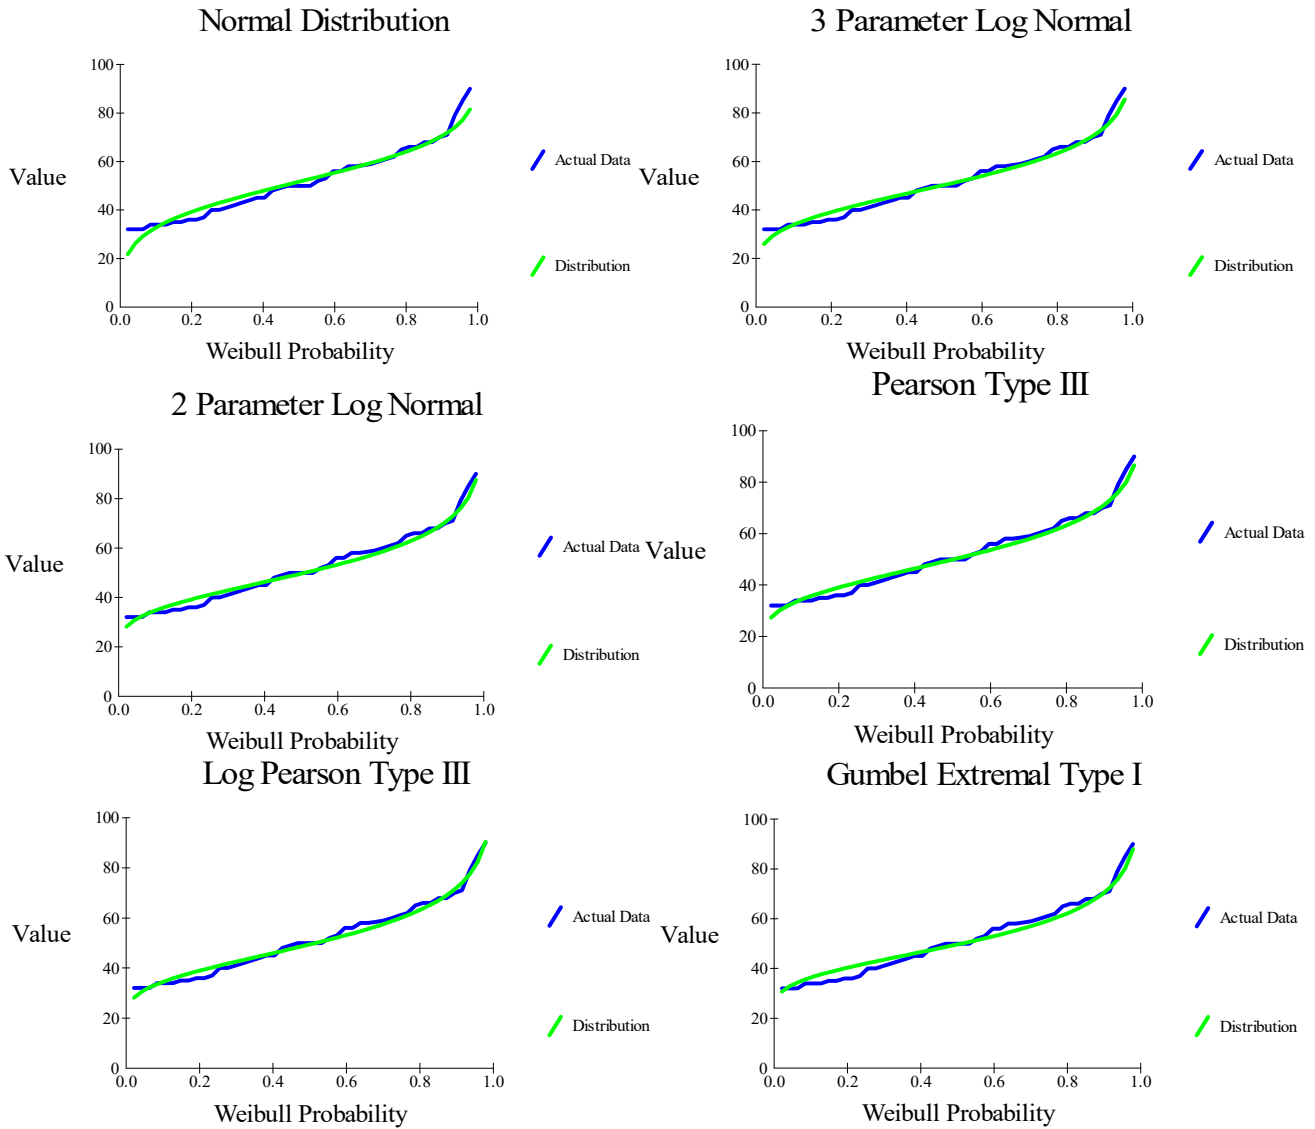 Normal Distribution
100
80
60
40
20
0
Value
0.0 0.2 0.4 0.6 0.8 1.0
Weibull Probability
Actual Data
Distribution
3 Parameter Log Normal
100
80
60
40
20
0
Value
0.0 0.2 0.4 0.6 0.8 1.0
Weibull Probability
Actual Data
Distribution
2 Parameter Log Normal
100
80
60
40
20
0
Value
0.0 0.2 0.4 0.6 0.8 1.0
Weibull Probability
Actual Data
Distribution
Pearson Type III
100
80
60
40
20
0
Value
0.0 0.2 0.4 0.6 0.8 1.0
Weibull Probability
Actual Data
Distribution
Log Pearson Type III
100
80
60
40
20
0
Value
0.0 0.2 0.4 0.6 0.8 1.0
Weibull Probability
Actual Data
Distribution
Gumbel Extremal Type I
100
80
60
40
20
0
Value
0.0 0.2 0.4 0.6 0.8 1.0
Weibull Probability
Actual Data
Distribution